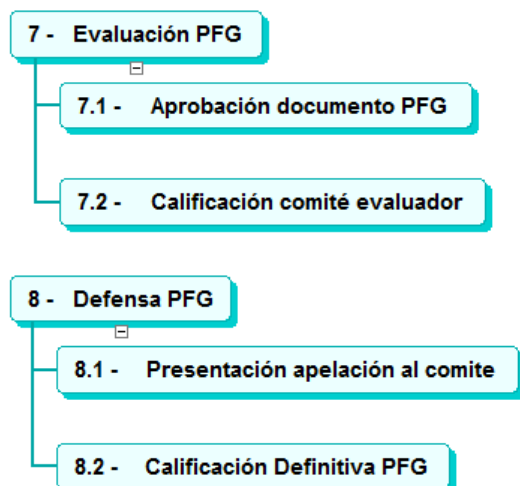 7 - Evaluación PFG
7.1 - Aprobación documento PFG
7.2 - Calificación comité evaluador
8 - Defensa PFG
8.1 - Presentación apelación al comite
8.2 - Calificación Definitiva PFG